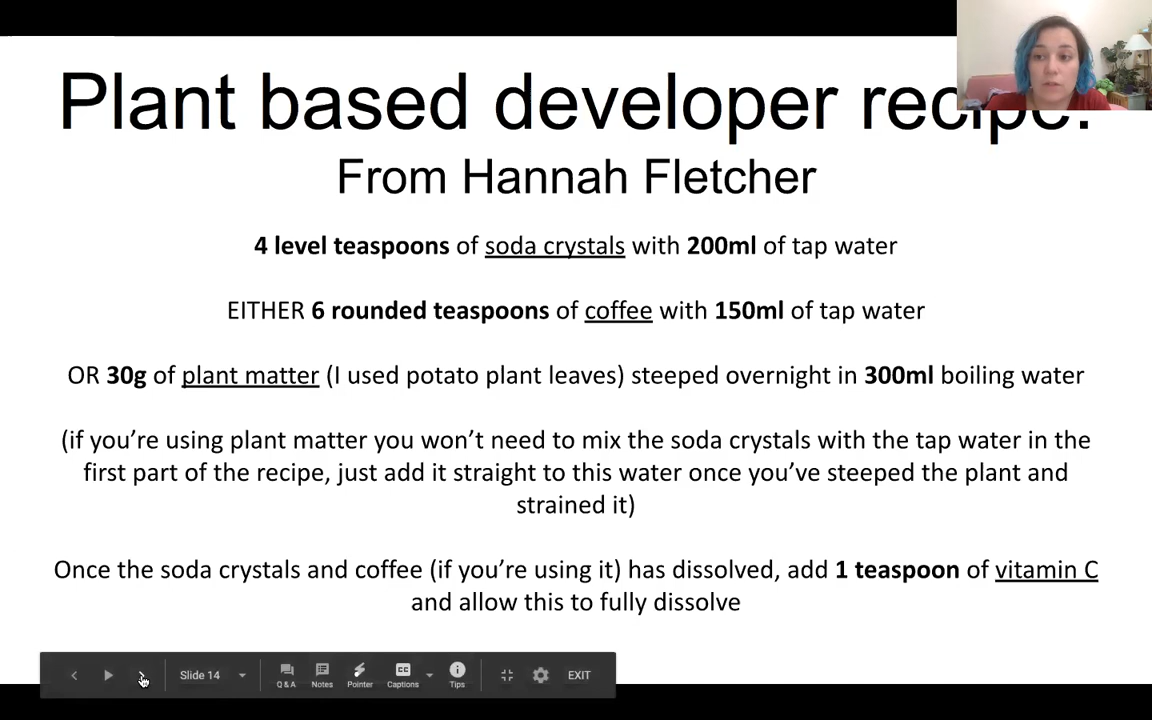 Plant based developer recipe:
From Hannah Fletcher
4 level teaspoons of soda crystals with 200ml of tap water
EITHER 6 rounded teaspoons of coffee with 150ml of tap water
OR 30g of plant matter (I used potato plant leaves) steeped overnight in 300ml boiling water
(if you’re using plant matter you won’t need to mix the soda crystals with the tap water in the
first part of the recipe, just add it straight to this water once you’ve steeped the plant and
strained it)
Once the soda crystals and coffee (if you’re using it) has dissolved, add 1 teaspoon of vitamin C
and allow this to fully dissolve
Slide 14
Q & A
Notes
Pointer
CC
Captions
Tips
EXIT